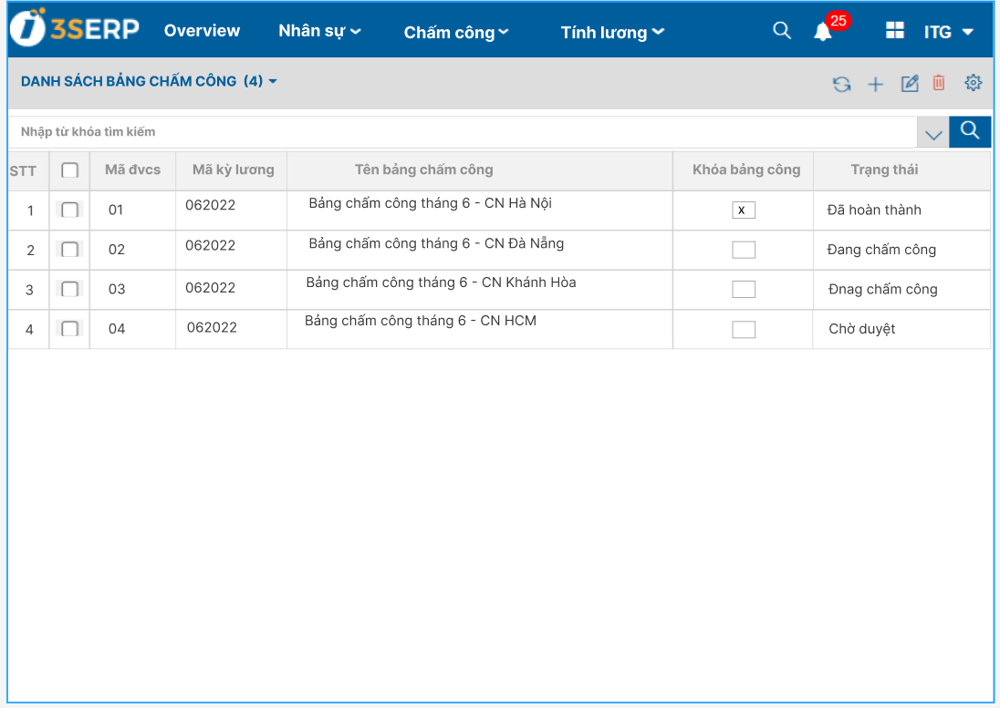 3SERP Overview Nhân sự Chấm công Tính lương 25 ITG
DANH SÁCH BẢNG CHẤM CÔNG (4)
Nhập từ khóa tìm kiếm
STT Mã đvcs Mã kỳ lương Tên bảng chấm công Khóa bảng công Trạng thái
1 01 062022 Bảng chấm công tháng 6 - CN Hà Nội x Đã hoàn thành
2 02 062022 Bảng chấm công tháng 6 - CN Đà Nẵng Đang chấm công
3 03 062022 Bảng chấm công tháng 6 - CN Khánh Hòa Đnag chấm công
4 04 062022 Bảng chấm công tháng 6 - CN HCM Chờ duyệt